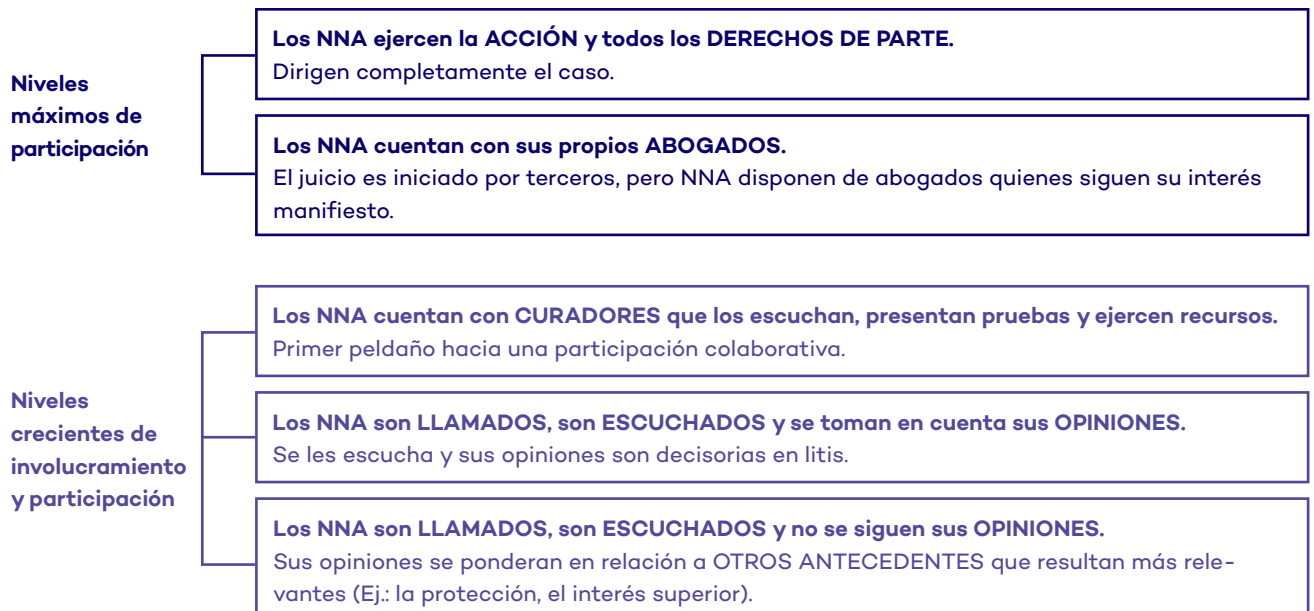 Niveles
máximos de
participación
Los NNA ejercen la ACCIÓN y todos los DERECHOS DE PARTE.
Dirigen completamente el caso.
Los NNA cuentan con sus propios ABOGADOS.
El juicio es iniciado por terceros, pero NNA disponen de abogados quienes siguen su interés
manifiesto.
Niveles
crecientes de
involucramiento
y participación
Los NNA cuentan con CURADORES que los escuchan, presentan pruebas y ejercen recursos.
Primer peldaño hacia una participación colaborativa.
Los NNA son LLAMADOS, son ESCUCHADOS y se toman en cuenta sus OPINIONES.
Se les escucha y sus opiniones son decisorias en litis.
Los NNA son LLAMADOS, son ESCUCHADOS y no se siguen sus OPINIONES.
Sus opiniones se ponderan en relación a OTROS ANTECEDENTES que resultan más rele-
vantes (Ej.: la protección, el interés superior).